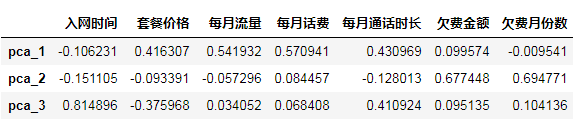 入网时间 套餐价格 每月流量 每月话费 每月通话时长 欠费金额 欠费月份数
pca_1 -0.106231 0.416307 0.541932 0.570941 0.430969 0.099574 -0.009541
pca_2 -0.151105 -0.093391 -0.057296 0.084457 -0.128013 0.677448 0.694771
pca_3 0.814896 -0.375968 0.034052 0.068408 0.410924 0.095135 0.104136